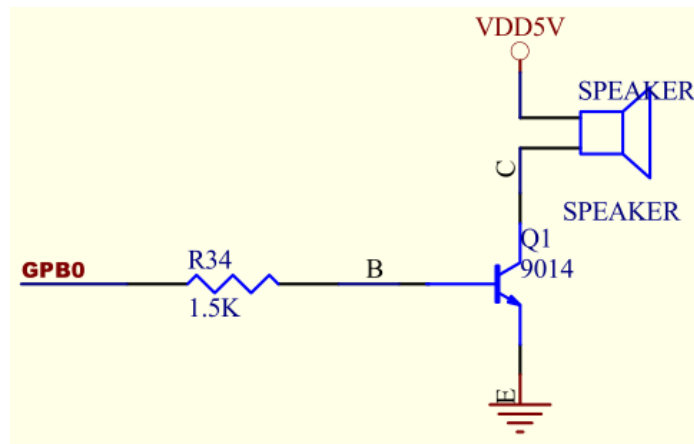 VDD5V
SPEAKER
C
SPEAKER
Q1
R34
B
9014
GPB0
1.5K
E